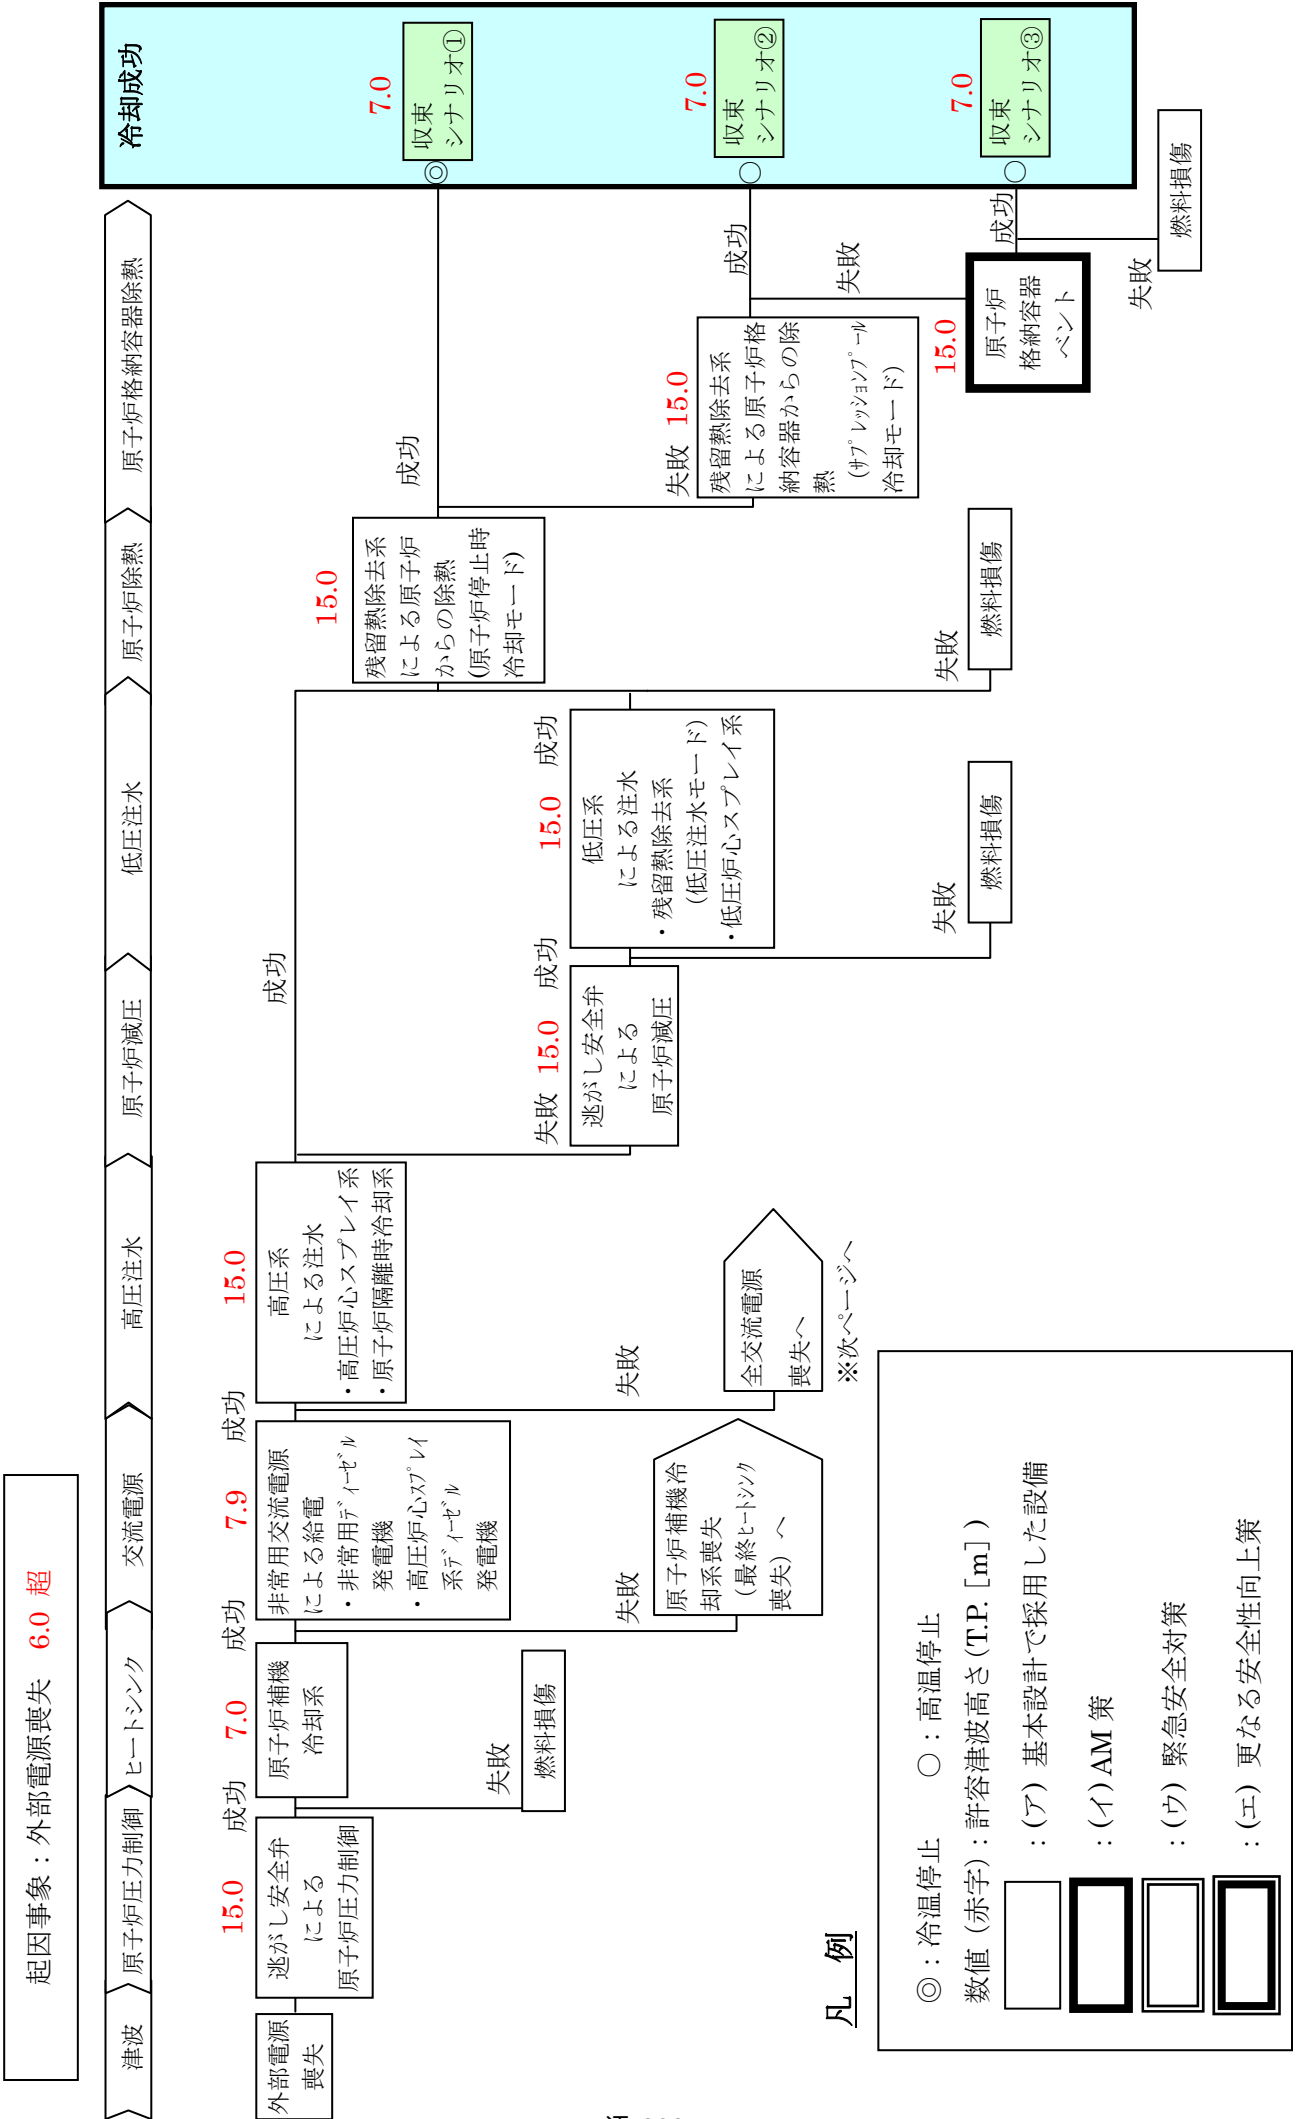 起因事象：外部電源喪失　6.0 超
津波
原子炉圧力制御
ヒートシンク
交流電源
高圧注水
原子炉減圧
低圧注水
原子炉除熱
原子炉格納容器除熱
冷却成功
外部電源
喪失
15.0
逃がし安全弁
による
原子炉圧力制御
成功
失敗
燃料損傷
7.0
原子炉補機
冷却系
成功
失敗
原子炉補機冷
却系喪失
（最終ヒートシンク
喪失）へ
7.9
非常用交流電源
による給電
・非常用ディーゼル
発電機
・高圧炉心スプレイ
系ディーゼル
発電機
成功
失敗
全交流電源
喪失へ
※次ページへ
15.0
高圧系
による注水
・高圧炉心スプレイ系
・原子炉隔離時冷却系
成功
失敗
15.0
逃がし安全弁
による
原子炉減圧
成功
失敗
燃料損傷
15.0
低圧系
による注水
・残留熱除去系
（低圧注水モード）
・低圧炉心スプレイ系
成功
失敗
燃料損傷
15.0
残留熱除去系
による原子炉
からの除熱
(原子炉停止時
冷却モード)
成功
失敗
15.0
残留熱除去系
による原子炉格
納容器からの除
熱
(サプレッションプール
冷却モード)
成功
失敗
15.0
原子炉
格納容器
ベント
成功
失敗
燃料損傷
7.0
◎
収束
シナリオ①
7.0
○
収束
シナリオ②
7.0
○
収束
シナリオ③
凡　例
◎：冷温停止　○：高温停止
数値（赤字）：許容津波高さ(T.P.［m］)
：(ア) 基本設計で採用した設備
：(イ) AM 策
：(ウ) 緊急安全対策
：(エ) 更なる安全性向上策